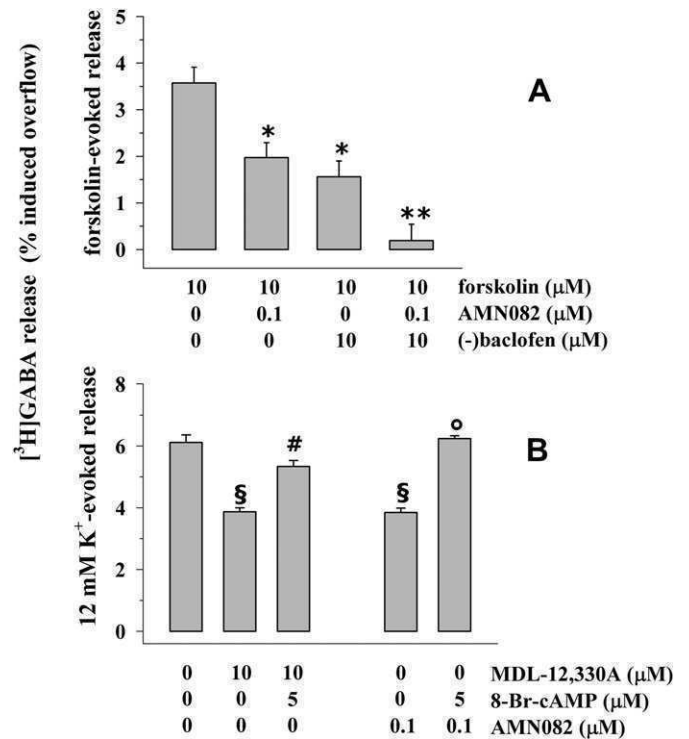 [³H]GABA release (% induced overflow)
forskolin-evoked release
5
4
3
2
1
0
A
*
*
**
10 10 10 10 forskolin (μM)
0 0.1 0 0.1 AMN082 (μM)
0 0 10 10 (-)baclofen (μM)
12 mM K⁺-evoked release
8
6
4
2
0
B
§
#
§
°
0 10 10 0 0 MDL-12,330A (μM)
0 0 5 0 5 8-Br-cAMP (μM)
0 0 0 0.1 0.1 AMN082 (μM)